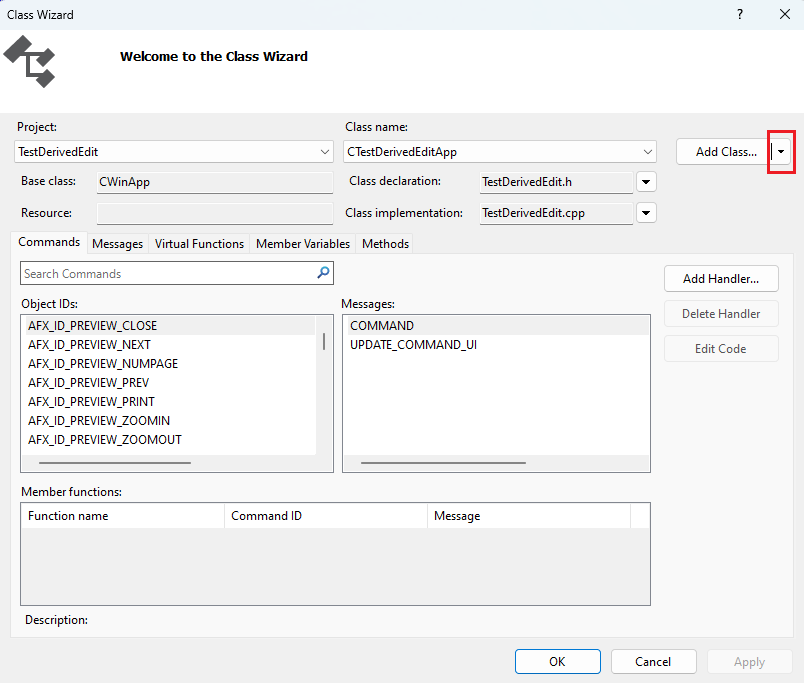 Class Wizard
?
Welcome to the Class Wizard
Project:
Class name:
TestDerivedEdit
CTestDerivedEditApp
Add Class...
Base class:
CWinApp
Class declaration:
TestDerivedEdit.h
Resource:
Class implementation:
TestDerivedEdit.cpp
Commands Messages Virtual Functions Member Variables Methods
Search Commands
Add Handler...
Object IDs:
Messages:
Delete Handler
AFX_ID_PREVIEW_CLOSE
COMMAND
AFX_ID_PREVIEW_NEXT
UPDATE_COMMAND_UI
Edit Code
AFX_ID_PREVIEW_NUMPAGE
AFX_ID_PREVIEW_PREV
AFX_ID_PREVIEW_PRINT
AFX_ID_PREVIEW_ZOOMIN
AFX_ID_PREVIEW_ZOOMOUT
Member functions:
Function name Command ID Message
Description:
OK Cancel Apply